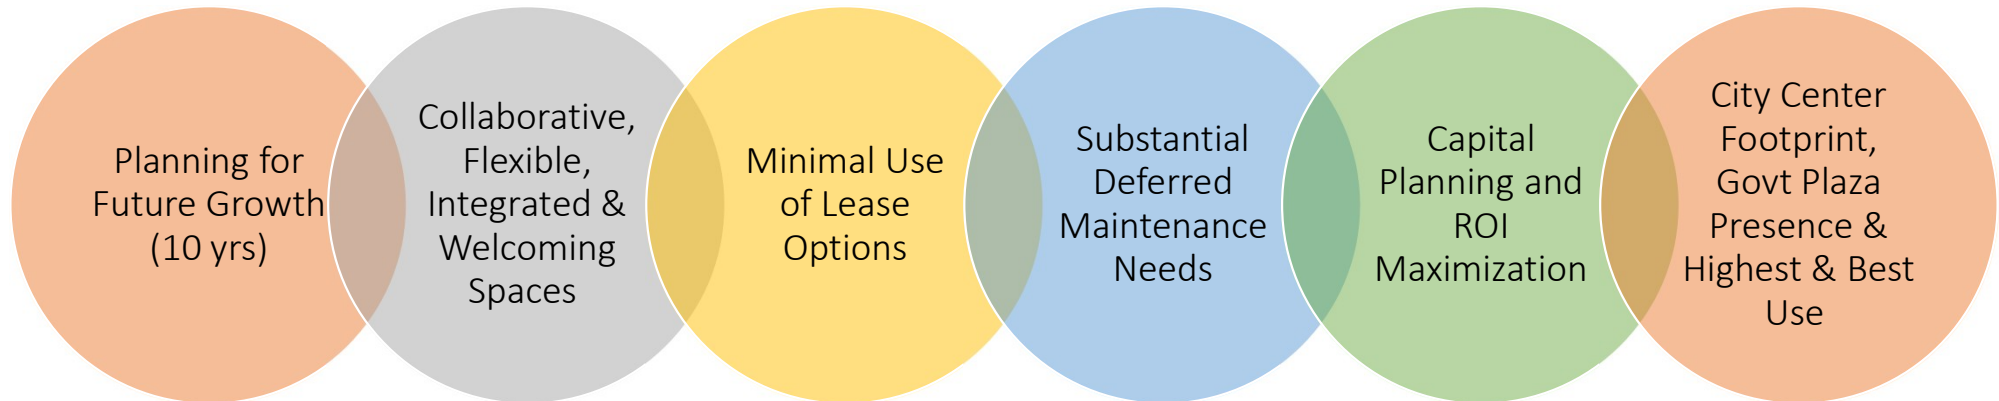 Planning for
Future Growth
(10 yrs)
Collaborative,
Flexible,
Integrated &
Welcoming
Spaces
Minimal Use
of Lease
Options
Substantial
Deferred
Maintenance
Needs
Capital
Planning and
ROI
Maximization
City Center
Footprint,
Govt Plaza
Presence &
Highest & Best
Use